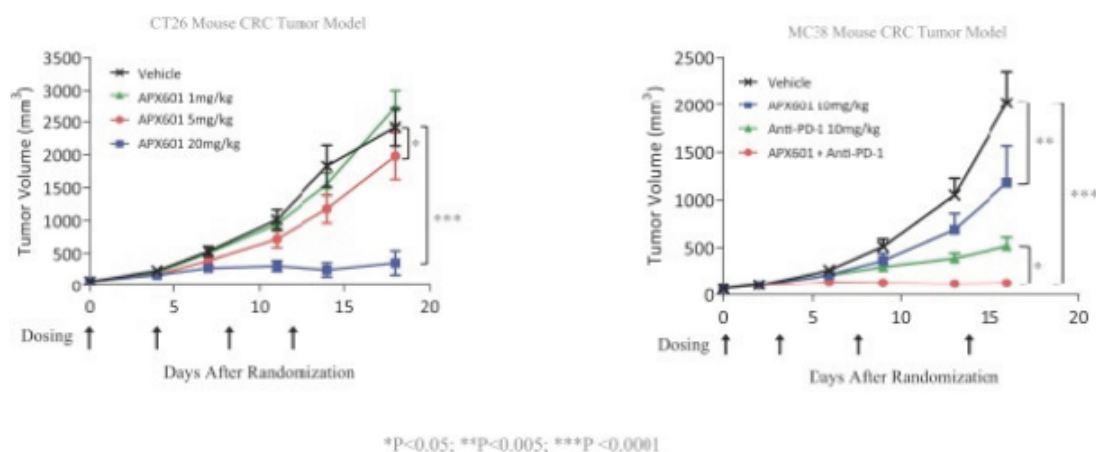 CT26 Mouse CRC Tumor Model
3500
3000
2500
2000
1500
1000
500
0
Tumor Volume (mm³)
Vehicle
APX601 1mg/kg
APX601 5mg/kg
APX601 20mg/kg
*
***
0 5 10 15 20
Dosing
Days After Randomization
MC38 Mouse CRC Tumor Model
2500
2000
1500
1000
500
0
Tumor Volume (mm³)
Vehicle
APX601 10mg/kg
Anti-PD-1 10mg/kg
APX601 + Anti-PD-1
**
***
*
0 5 10 15 20
Dosing
Days After Randomization
*P<0.05; **P<0.005; ***P <0.0001